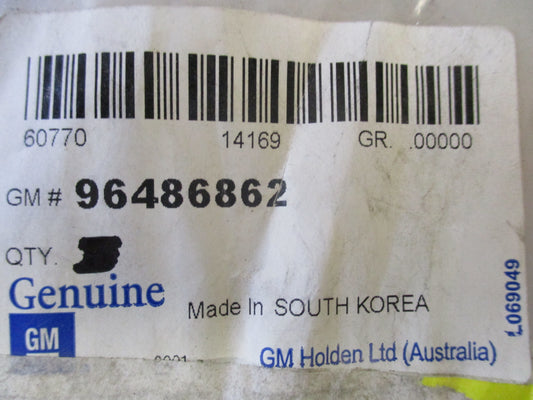 60770 14169 GR. .00000
GM # 96486862
QTY.
Genuine
Made In SOUTH KOREA
GM
GM Holden Ltd (Australia)
L069049